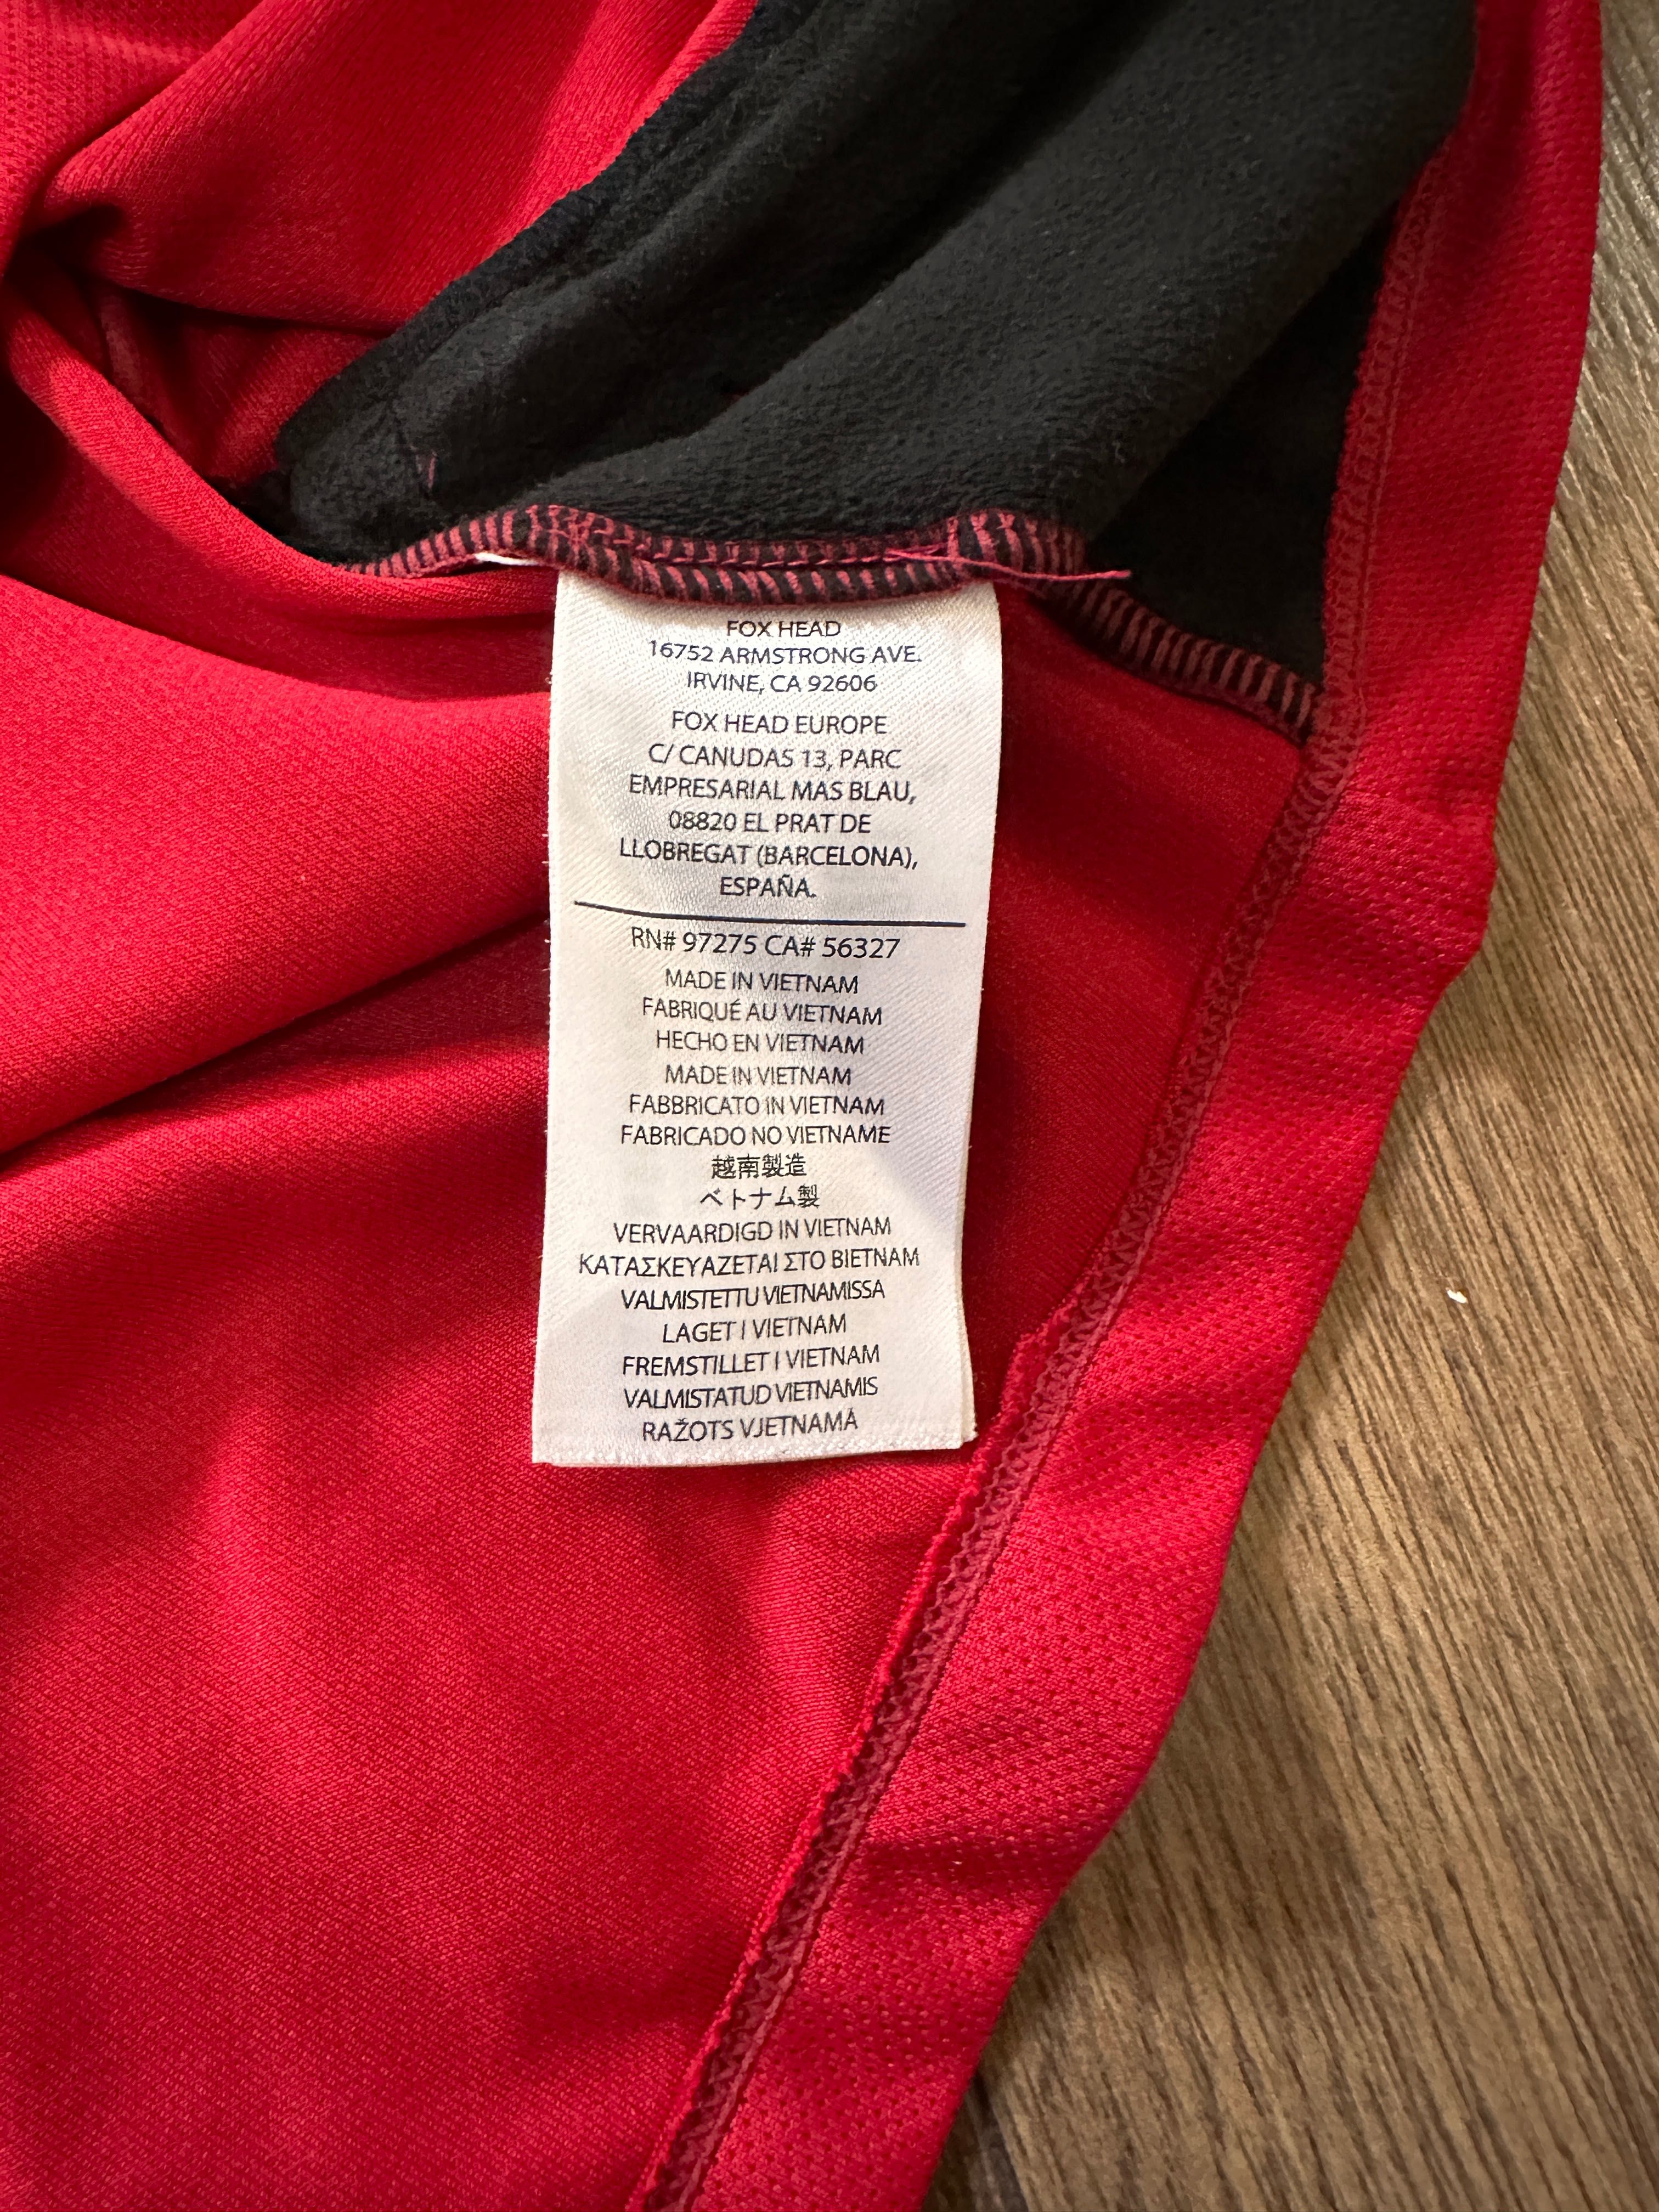 FOX HEAD
16752 ARMSTRONG AVE.
IRVINE, CA 92606
FOX HEAD EUROPE
C/ CANUDAS 13, PARC
EMPRESARIAL MAS BLAU,
08820 EL PRAT DE
LLOBREGAT (BARCELONA),
ESPAÑA.
RN# 97275 CA# 56327
MADE IN VIETNAM
FABRIQUÉ AU VIETNAM
HECHO EN VIETNAM
MADE IN VIETNAM
FABBRICATO IN VIETNAM
FABRICADO NO VIETNAME
越南製造
ベトナム製
VERVAARDIGD IN VIETNAM
ΚΑΤΑΣΚΕΥΑΖΕΤΑΙ ΣΤΟ ΒΙΕΤΝΑΜ
VALMISTETTU VIETNAMISSA
LAGET I VIETNAM
FREMSTILLET I VIETNAM
VALMISTATUD VIETNAMIS
RAŽOTS VJETNAMĀ